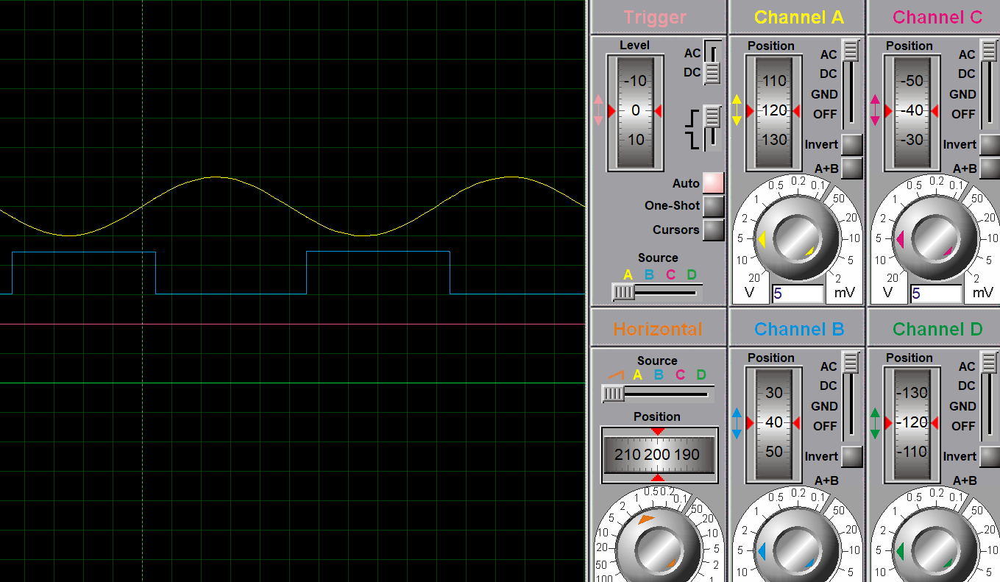 Trigger
Level
AC
DC
-10
0
10
Auto
One-Shot
Cursors
Source
A B C D
Channel A
Position
AC
DC
GND
OFF
110
120
130
Invert
A+B
20 10 5 2 1 0.5 0.2 0.1 50 20 10 5 2
V
5
mV
Channel C
Position
AC
DC
GND
OFF
-50
-40
-30
Invert
A+B
20 10 5 2 1 0.5 0.2 0.1 50 20 10 5 2
V
5
mV
Horizontal
Source
A B C D
Position
210 200 190
100 50 20 10 5 2 1 0.5 0.2 0.1 50 20 10 5 2
Channel B
Position
AC
DC
GND
OFF
30
40
50
Invert
A+B
10 5 2 1 0.5 0.2 0.1 50 20 10 5
Channel D
Position
AC
DC
GND
OFF
-130
-120
-110
Invert
A+B
10 5 2 1 0.5 0.2 0.1 50 20 10 5